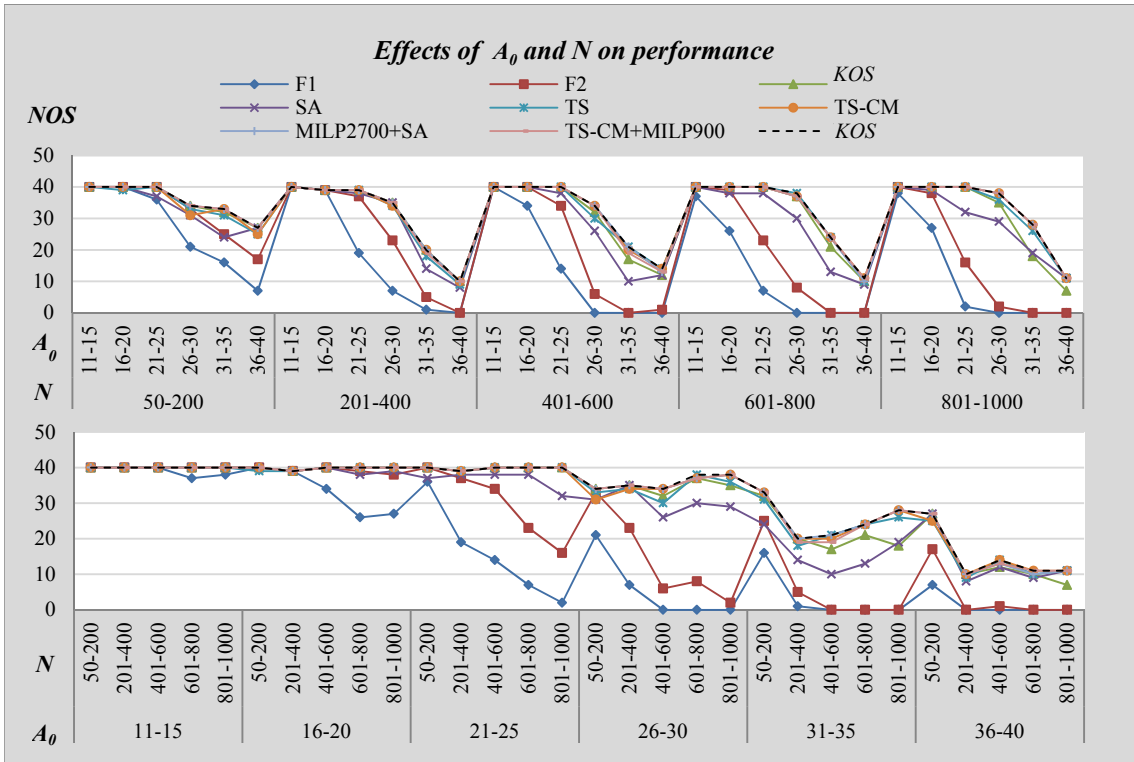 Effects of A0 and N on performance
F1 F2 KOS
SA TS TS-CM
MILP2700+SA TS-CM+MILP900 KOS
NOS
50
40
30
20
10
0
A0 11-15 16-20 21-25 26-30 31-35 36-40 11-15 16-20 21-25 26-30 31-35 36-40 11-15 16-20 21-25 26-30 31-35 36-40 11-15 16-20 21-25 26-30 31-35 36-40 11-15 16-20 21-25 26-30 31-35 36-40
N 50-200 201-400 401-600 601-800 801-1000
50
40
30
20
10
0
N 50-200 201-400 401-600 601-800 801-1000 50-200 201-400 401-600 601-800 801-1000 50-200 201-400 401-600 601-800 801-1000 50-200 201-400 401-600 601-800 801-1000 50-200 201-400 401-600 601-800 801-1000 50-200 201-400 401-600 601-800 801-1000
A0 11-15 16-20 21-25 26-30 31-35 36-40